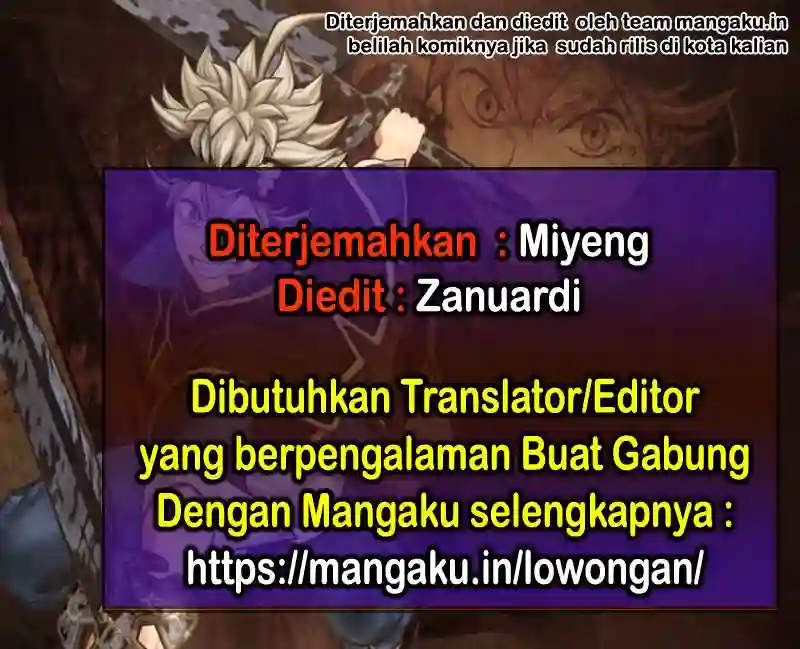 Diterjemahkan dan diedit oleh team mangaku.in
belilah komiknya jika sudah rilis di kota kalian
Diterjemahkan : Miyeng
Diedit : Zanuardi
Dibutuhkan Translator/Editor
yang berpengalaman Buat Gabung
Dengan Mangaku selengkapnya :
https://mangaku.in/lowongan/